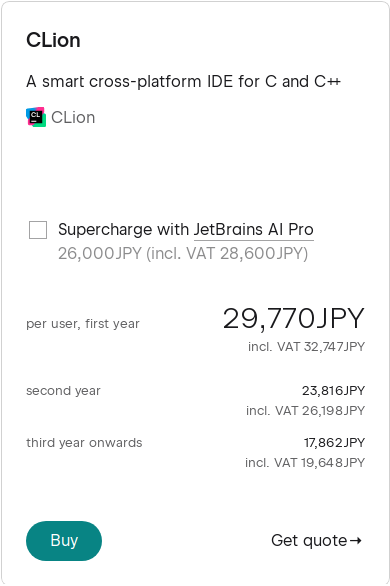 CLion
A smart cross-platform IDE for C and C++
CL
CLion
Supercharge with JetBrains AI Pro
26,000JPY (incl. VAT 28,600JPY)
per user, first year 29,770JPY
incl. VAT 32,747JPY
second year 23,816JPY
incl. VAT 26,198JPY
third year onwards 17,862JPY
incl. VAT 19,648JPY
Buy Get quote→